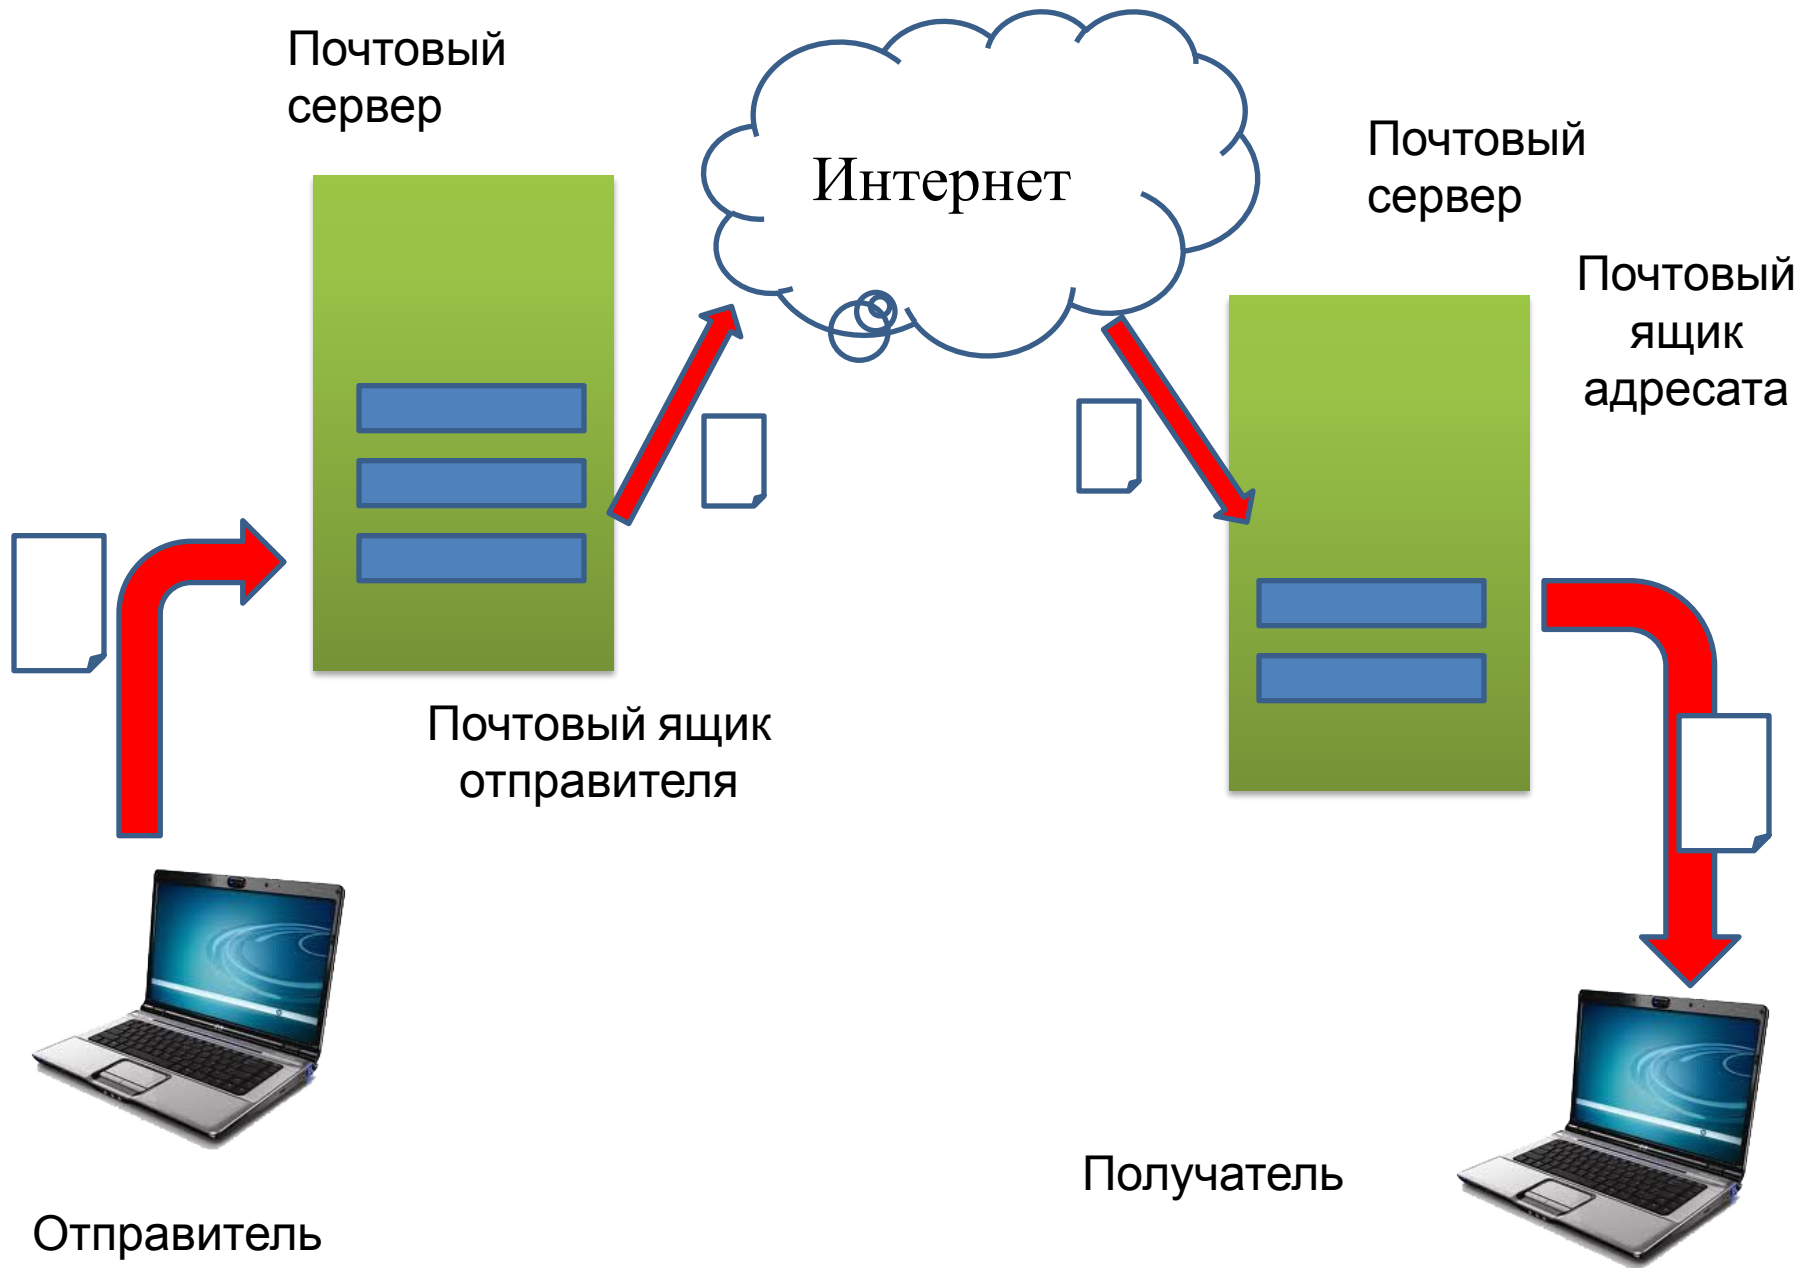 Почтовый
сервер
Интернет
Почтовый
сервер
Почтовый
ящик
адресата
Почтовый ящик
отправителя
Получатель
Отправитель